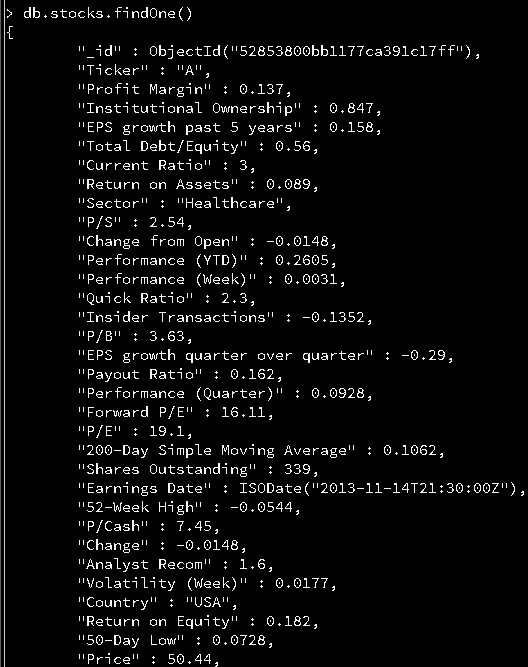 > db.stocks.findOne()
{
"_id" : ObjectId("52853800bb1177ca391c17ff"),
"Ticker" : "A",
"Profit Margin" : 0.137,
"Institutional Ownership" : 0.847,
"EPS growth past 5 years" : 0.158,
"Total Debt/Equity" : 0.56,
"Current Ratio" : 3,
"Return on Assets" : 0.089,
"Sector" : "Healthcare",
"P/S" : 2.54,
"Change from Open" : -0.0148,
"Performance (YTD)" : 0.2605,
"Performance (Week)" : 0.0031,
"Quick Ratio" : 2.3,
"Insider Transactions" : -0.1352,
"P/B" : 3.63,
"EPS growth quarter over quarter" : -0.29,
"Payout Ratio" : 0.162,
"Performance (Quarter)" : 0.0928,
"Forward P/E" : 16.11,
"P/E" : 19.1,
"200-Day Simple Moving Average" : 0.1062,
"Shares Outstanding" : 339,
"Earnings Date" : ISODate("2013-11-14T21:30:00Z"),
"52-Week High" : -0.0544,
"P/Cash" : 7.45,
"Change" : -0.0148,
"Analyst Recom" : 1.6,
"Volatility (Week)" : 0.0177,
"Country" : "USA",
"Return on Equity" : 0.182,
"50-Day Low" : 0.0728,
"Price" : 50.44,